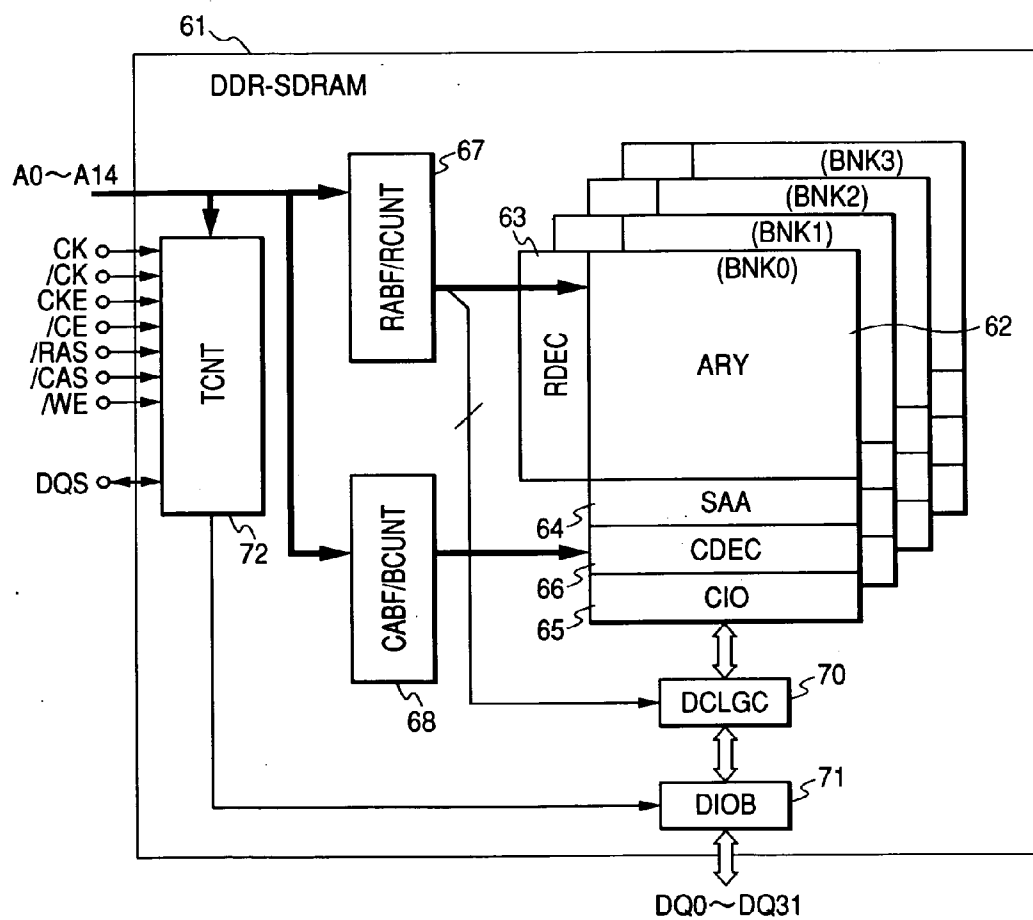 61
DDR-SDRAM
A0～A14
67
RABF/RCUNT
(BNK3)
(BNK2)
(BNK1)
63
(BNK0)
CK
/CK
CKE
/CE
/RAS
/CAS
/WE
DQS
TCNT
72
RDEC
ARY
62
CABF/BCUNT
68
64
SAA
66
CDEC
65
CIO
70
DCLGC
71
DIOB
DQ0～DQ31